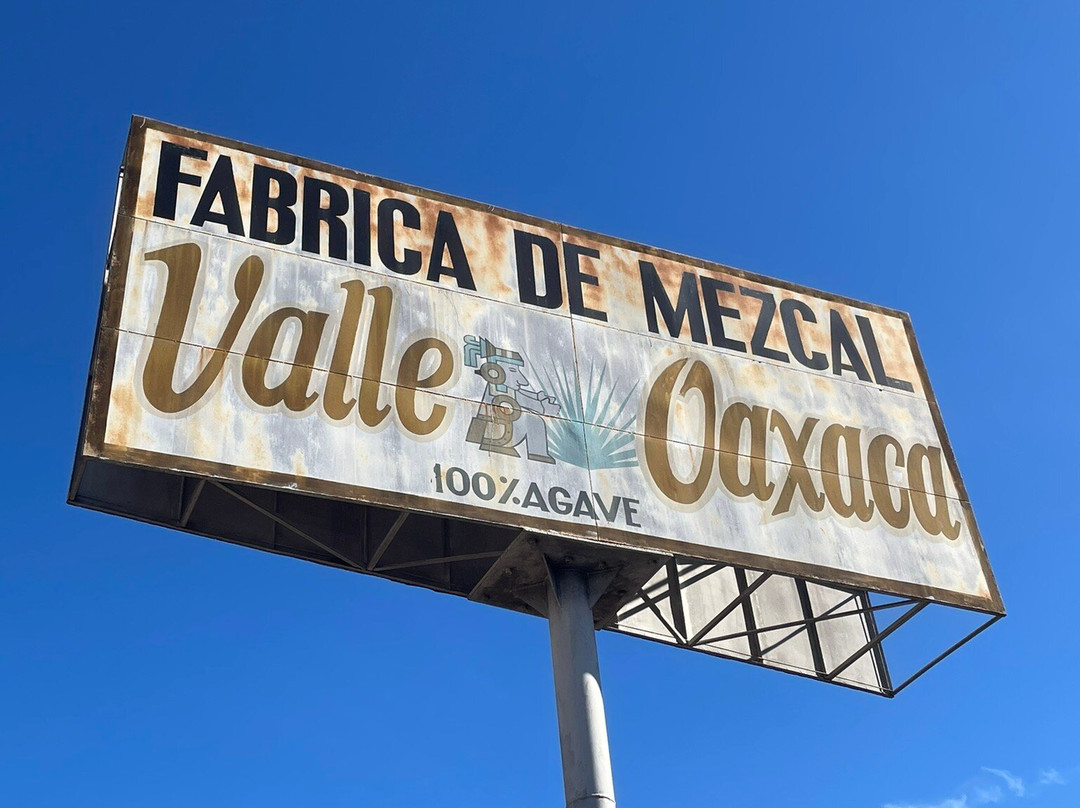 FABRICA DE MEZCAL
Valle Oaxaca
100% AGAVE